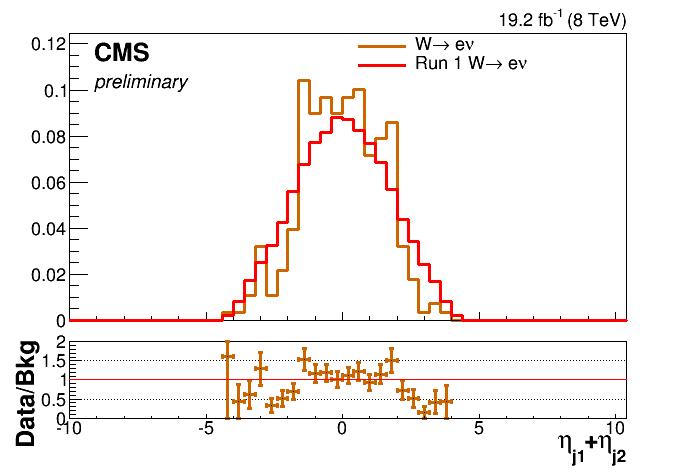 19.2 fb⁻¹ (8 TeV)
CMS
preliminary
W→ eν
Run 1 W→ eν
0.12
0.1
0.08
0.06
0.04
0.02
0
Data/Bkg
2
1.5
1
0.5
0
-10 -5 0 5 10
η_j1+η_j2